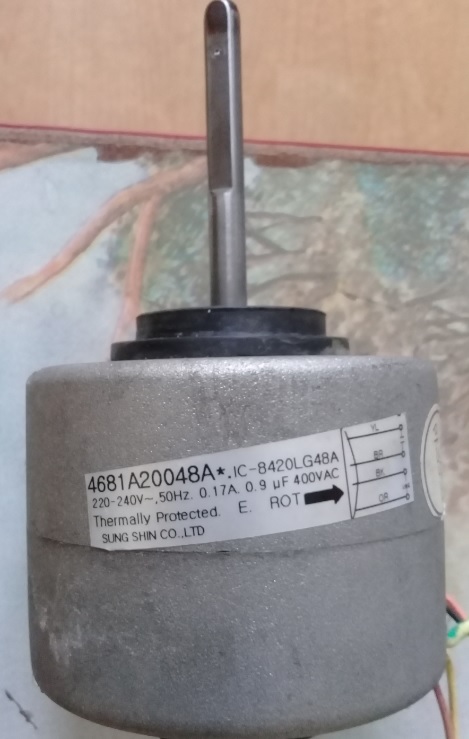 4681A20048A*. IC-8420LG48A
220-240V~,50Hz. 0.17A. 0.9 µF 400VAC
Thermally Protected. E. ROT
SUNG SHIN CO.,LTD
YL
BR
BK
OR